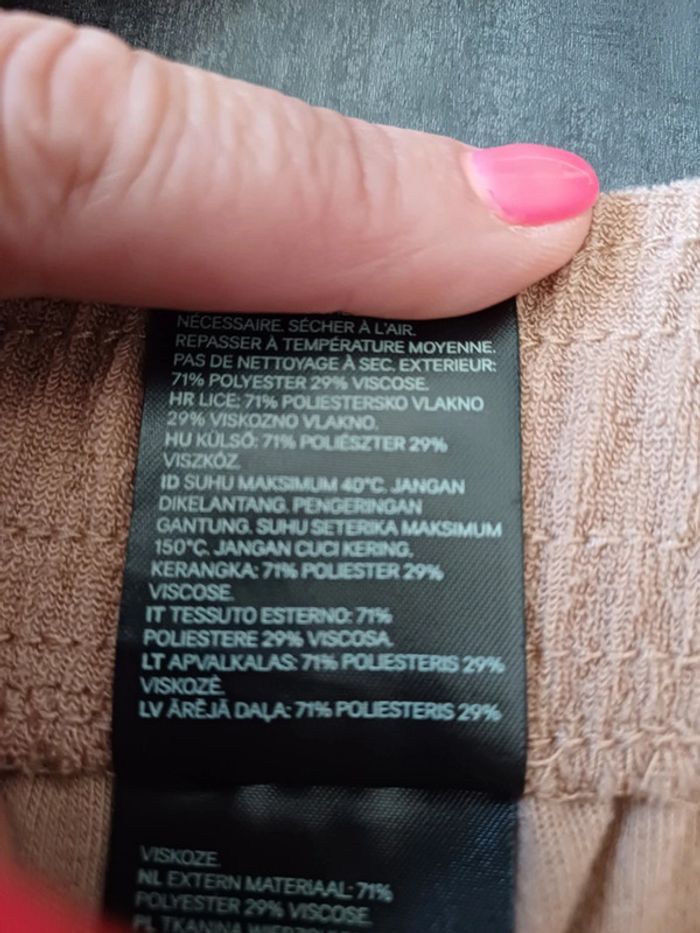 NÉCESSAIRE. SÉCHER À L'AIR.
REPASSER À TEMPÉRATURE MOYENNE.
PAS DE NETTOYAGE À SEC. EXTERIEUR:
71% POLYESTER 29% VISCOSE.
HR LICE: 71% POLIESTERSKO VLAKNO
29% VISKOZNO VLAKNO.
HU KÜLSŐ: 71% POLIÉSZTER 29%
VISZKÓZ
ID SUHU MAKSIMUM 40°C. JANGAN
DIKELANTANG. PENGERINGAN
GANTUNG. SUHU SETERIKA MAKSIMUM
150°C. JANGAN CUCI KERING.
KERANGKA: 71% POLIESTER 29%
VISCOSE.
IT TESSUTO ESTERNO: 71%
POLIESTERE 29% VISCOSA.
LT APVALKALAS: 71% POLIESTERIS 29%
VISKOZĖ.
LV ĀRĒJĀ DAĻA: 71% POLIESTERIS 29%
VISKOZE.
NL EXTERN MATERIAAL: 71%
POLYESTER 29% VISCOSE.
PL TKANINA